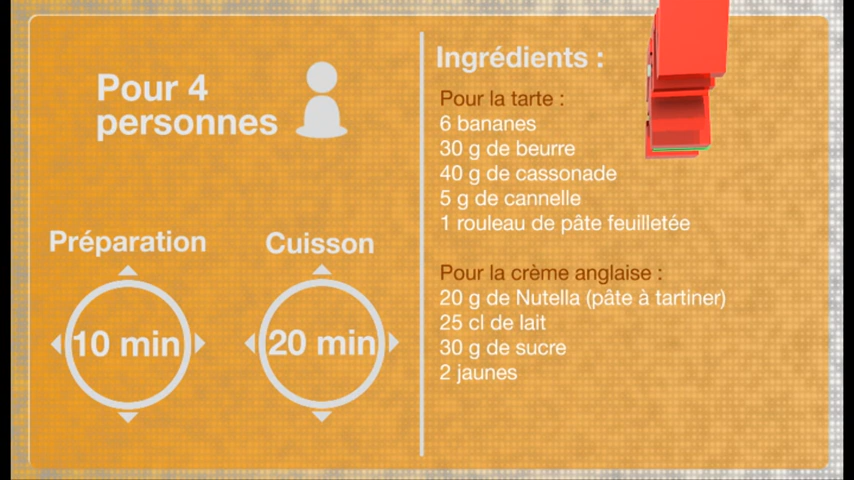 Pour 4
personnes
Préparation
10 min
Cuisson
20 min
Ingrédients :
Pour la tarte :
6 bananes
30 g de beurre
40 g de cassonade
5 g de cannelle
1 rouleau de pâte feuilletée
Pour la crème anglaise :
20 g de Nutella (pâte à tartiner)
25 cl de lait
30 g de sucre
2 jaunes